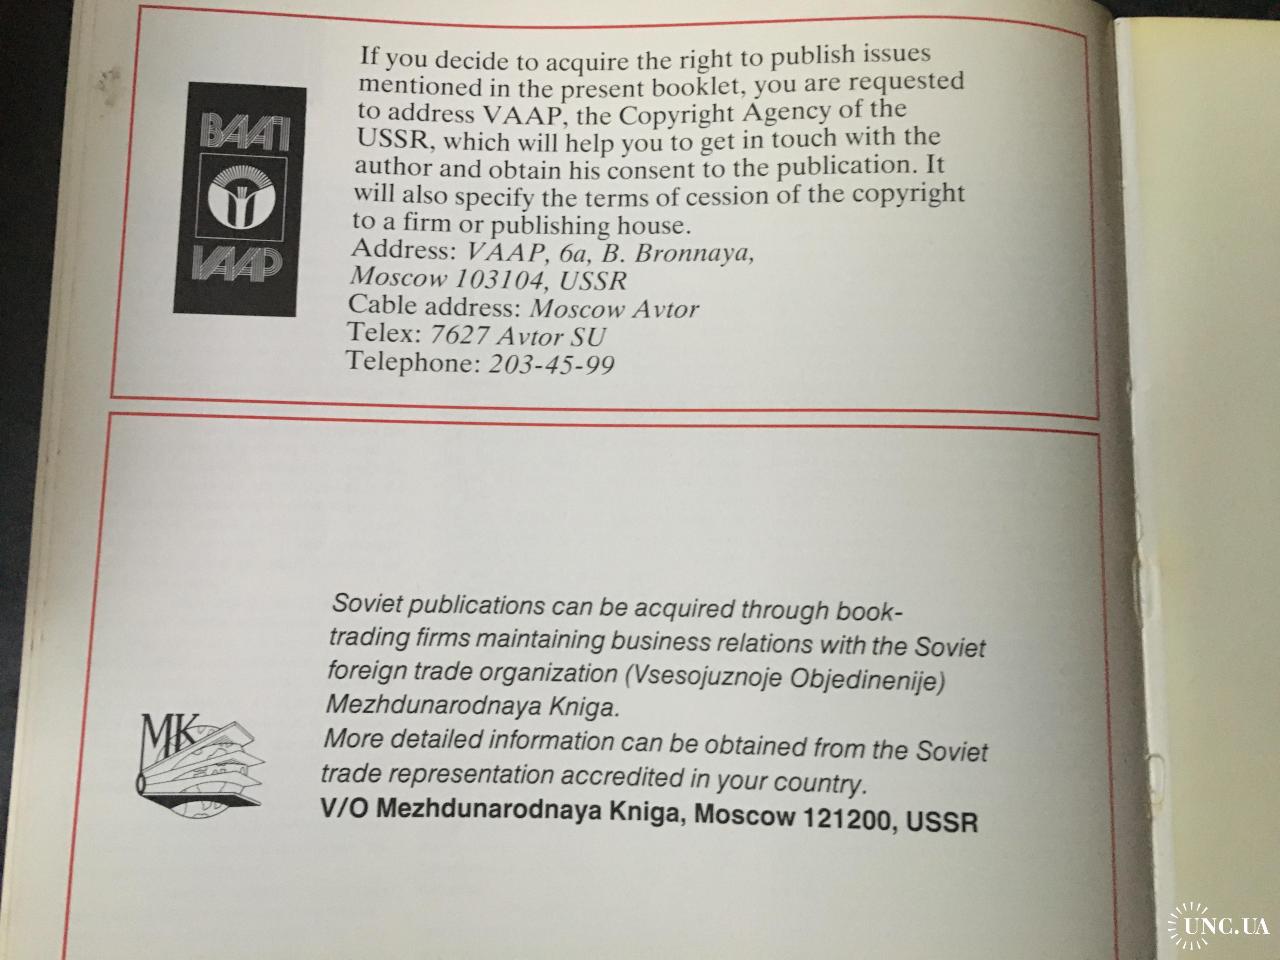 ВААП
VAAP
If you decide to acquire the right to publish issues
mentioned in the present booklet, you are requested
to address VAAP, the Copyright Agency of the
USSR, which will help you to get in touch with the
author and obtain his consent to the publication. It
will also specify the terms of cession of the copyright
to a firm or publishing house.
Address: VAAP, 6a, B. Bronnaya,
Moscow 103104, USSR
Cable address: Moscow Avtor
Telex: 7627 Avtor SU
Telephone: 203-45-99
MK
Soviet publications can be acquired through book-
trading firms maintaining business relations with the Soviet
foreign trade organization (Vsesojuznoje Objedinenije)
Mezhdunarodnaya Kniga.
More detailed information can be obtained from the Soviet
trade representation accredited in your country.
V/O Mezhdunarodnaya Kniga, Moscow 121200, USSR
UNC.UA